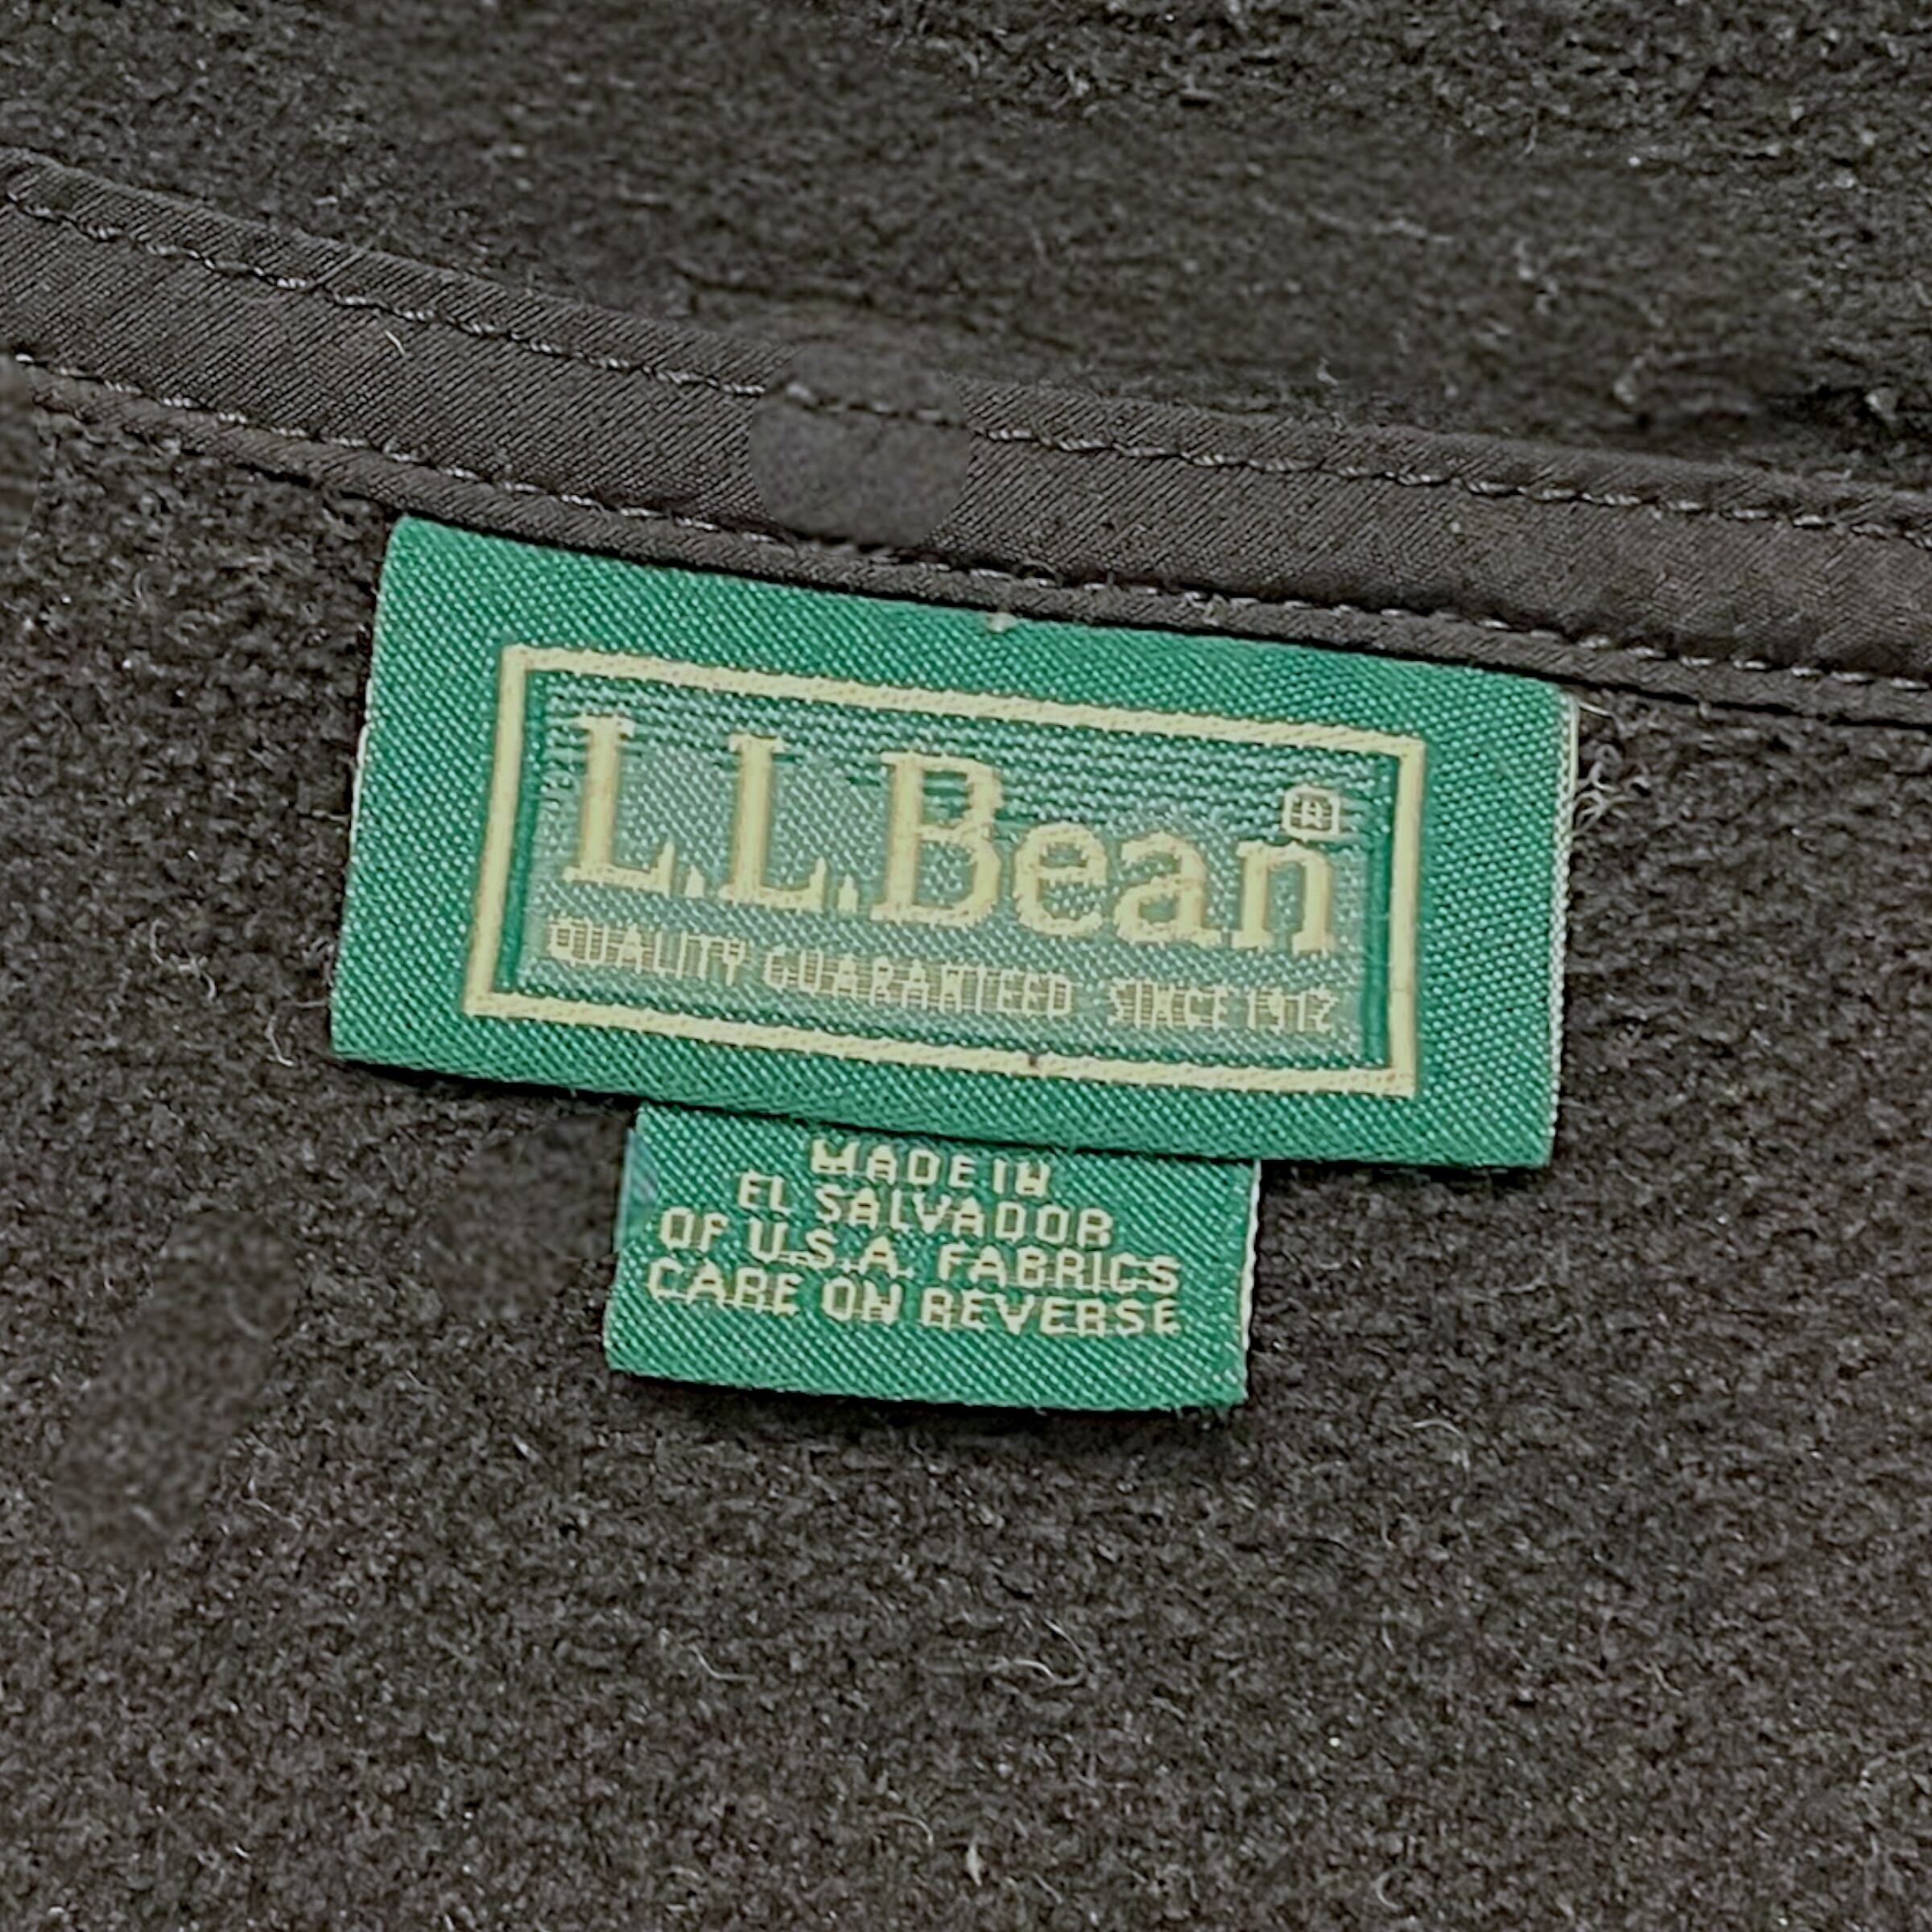 L.L.Bean®
QUALITY GUARANTEED SINCE 1912
MADE IN
EL SALVADOR
OF U.S.A. FABRICS
CARE ON REVERSE